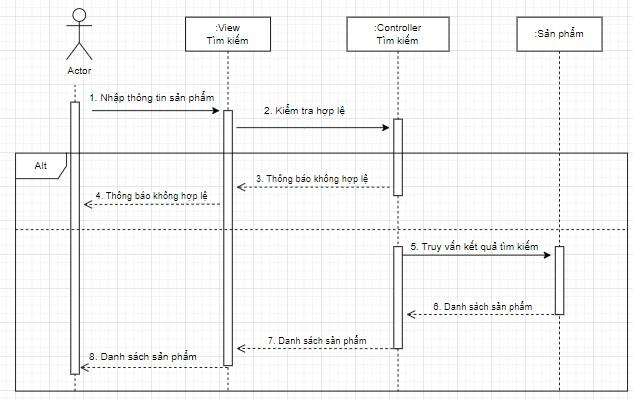 :View
Tìm kiếm
:Controller
Tìm kiếm
:Sản phẩm
Actor
1. Nhập thông tin sản phẩm
2. Kiểm tra hợp lệ
Alt
3. Thông báo không hợp lê
4. Thông báo không hợp lê
5. Truy vấn kết quả tìm kiếm
6. Danh sách sản phẩm
7. Danh sách sản phẩm
8. Danh sách sản phẩm